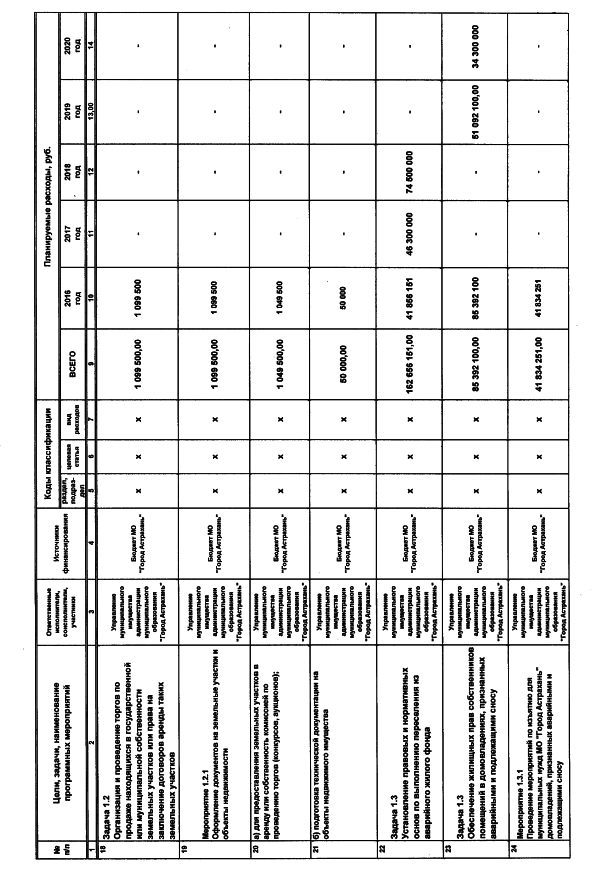 №
п/п
Цели, задачи, наименование
программных мероприятий
Ответственные
исполнители,
соисполнители,
участники
Источники
финансирования
Коды классификации
раздел,
подраз-
дел
целевая
статья
вид
расходов
Планируемые расходы, руб.
ВСЕГО
2016
год
2017
год
2018
год
2019
год
2020
год
1
2
3
4
5
6
7
9
10
11
12
13,00
14
18
Задача 1.2
Организация и проведение торгов по
продаже находящихся в государственной
или муниципальной собственности
земельных участков или права на
заключение договоров аренды таких
земельных участков
Управление
муниципального
имущества
администрации
муниципального
образования
"Город Астрахань"
Бюджет МО
"Город Астрахань"
х
х
х
1 099 500,00
1 099 500
-
-
-
-
19
Мероприятие 1.2.1
Оформление документов на земельные участки и
объекты недвижимости
Управление
муниципального
имущества
администрации
муниципального
образования
"Город Астрахань"
Бюджет МО
"Город Астрахань"
х
х
х
1 099 500,00
1 099 500
-
-
-
-
20
а) для предоставления земельных участков в
аренду или собственность комиссией по
проведению торгов (конкурсов, аукционов);
Управление
муниципального
имущества
администрации
муниципального
образования
"Город Астрахань"
Бюджет МО
"Город Астрахань"
х
х
х
1 049 500,00
1 049 500
-
-
-
-
21
б) подготовка технической документации на
объекты недвижимого имущества
Управление
муниципального
имущества
администрации
муниципального
образования
"Город Астрахань"
Бюджет МО
"Город Астрахань"
х
х
х
50 000,00
50 000
-
-
-
-
22
Задача 1.3
Установление правовых и нормативных
основ по выполнению переселения из
аварийного жилого фонда
Управление
муниципального
имущества
администрации
муниципального
образования
"Город Астрахань"
Бюджет МО
"Город Астрахань"
х
х
х
162 656 151,00
41 856 151
46 300 000
74 500 000
-
-
23
Задача 1.3
Обеспечение жилищных прав собственников
помещений в домовладениях, признанных
аварийными и подлежащими сносу
Управление
муниципального
имущества
администрации
муниципального
образования
"Город Астрахань"
Бюджет МО
"Город Астрахань"
х
х
х
85 392 100,00
85 392 100
-
-
51 092 100,00
34 300 000
24
Мероприятие 1.3.1
Проведение мероприятий по изъятию для
муниципальных нужд МО "Город Астрахань"
домовладений, признанных аварийными и
подлежащими сносу
Управление
муниципального
имущества
администрации
муниципального
образования
"Город Астрахань"
Бюджет МО
"Город Астрахань"
х
х
х
41 834 251,00
41 834 251
-
-
-
-